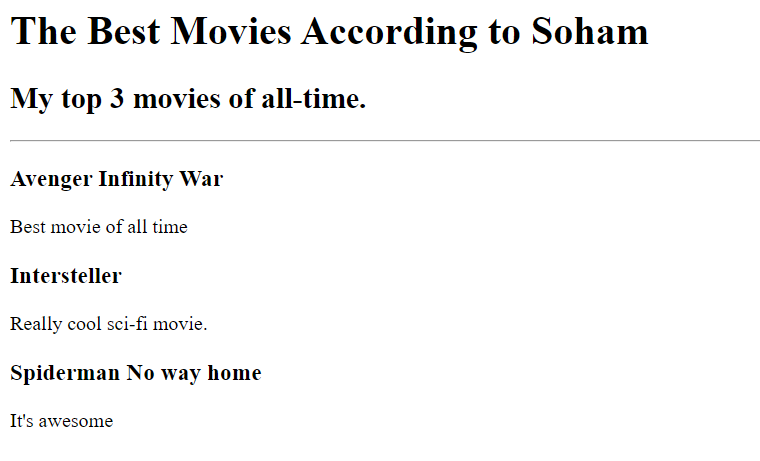 The Best Movies According to Soham
My top 3 movies of all-time.
Avenger Infinity War
Best movie of all time
Intersteller
Really cool sci-fi movie.
Spiderman No way home
It's awesome